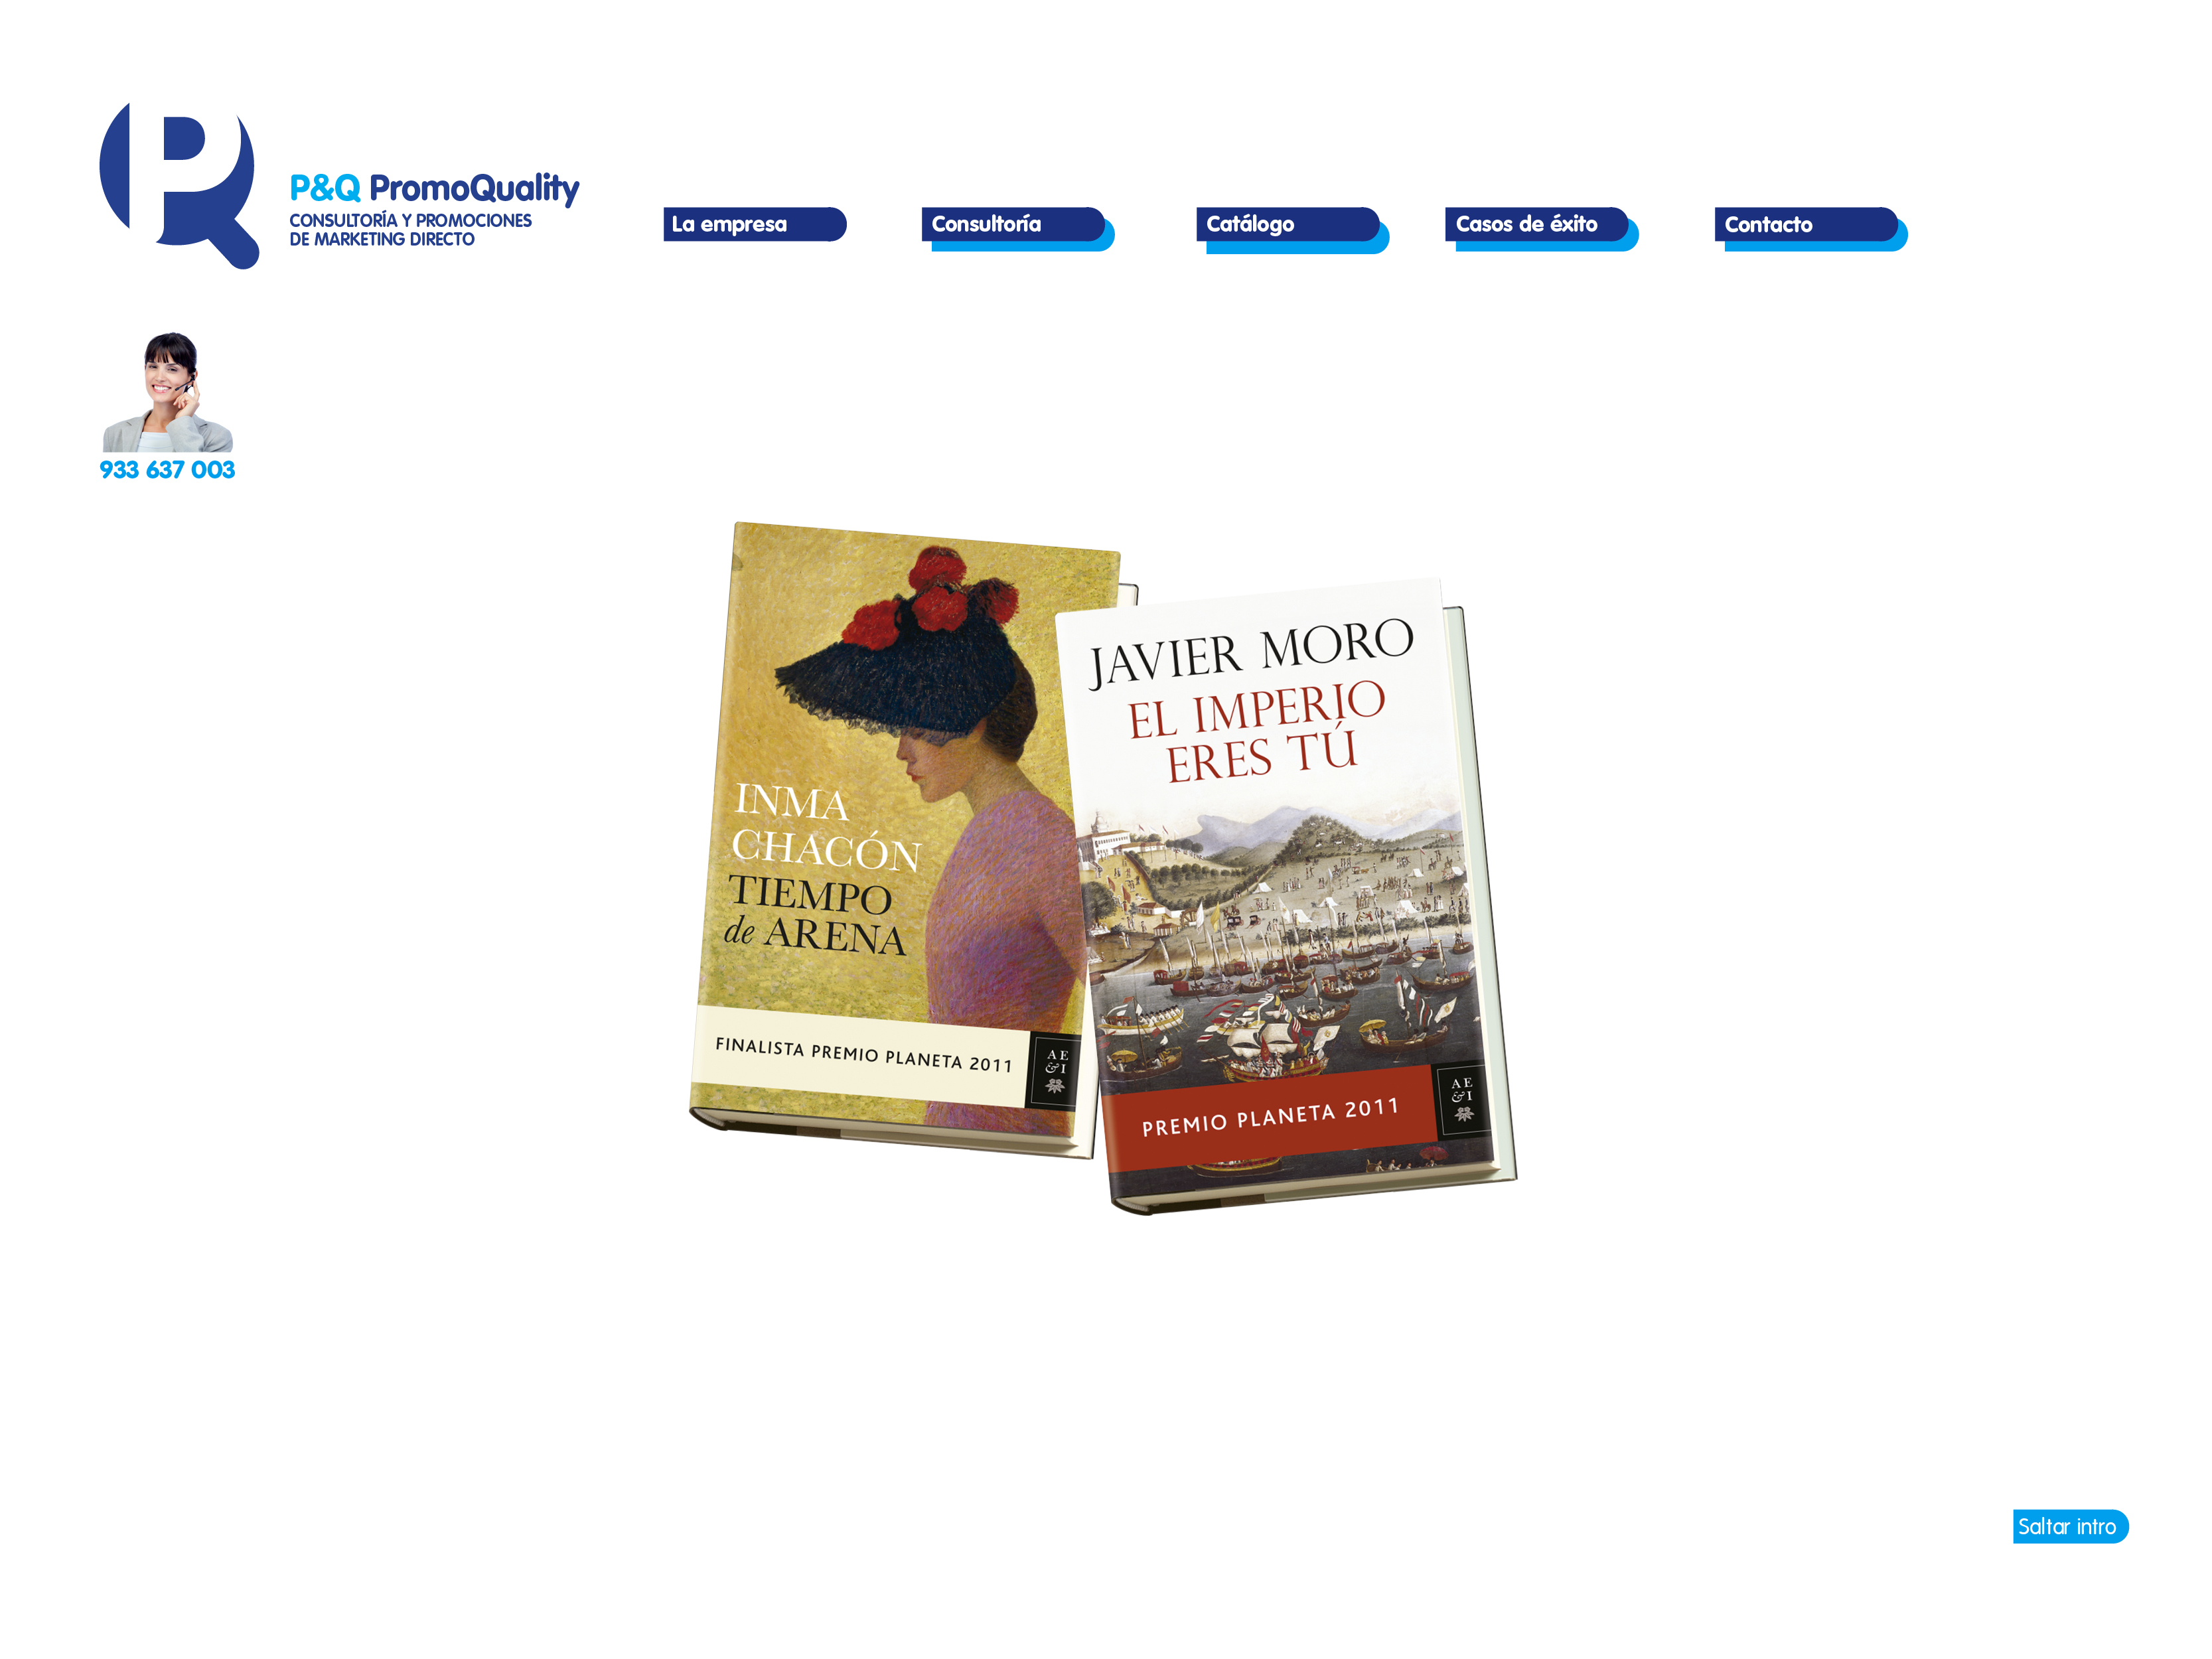 P&Q PromoQuality
CONSULTORÍA Y PROMOCIONES
DE MARKETING DIRECTO
La empresa
Consultoría
Catálogo
Casos de éxito
Contacto
933 637 003
INMA
CHACÓN
TIEMPO
de ARENA
FINALISTA PREMIO PLANETA 2011
AE
&I
JAVIER MORO
EL IMPERIO
ERES TÚ
PREMIO PLANETA 2011
AE
&I
Saltar intro